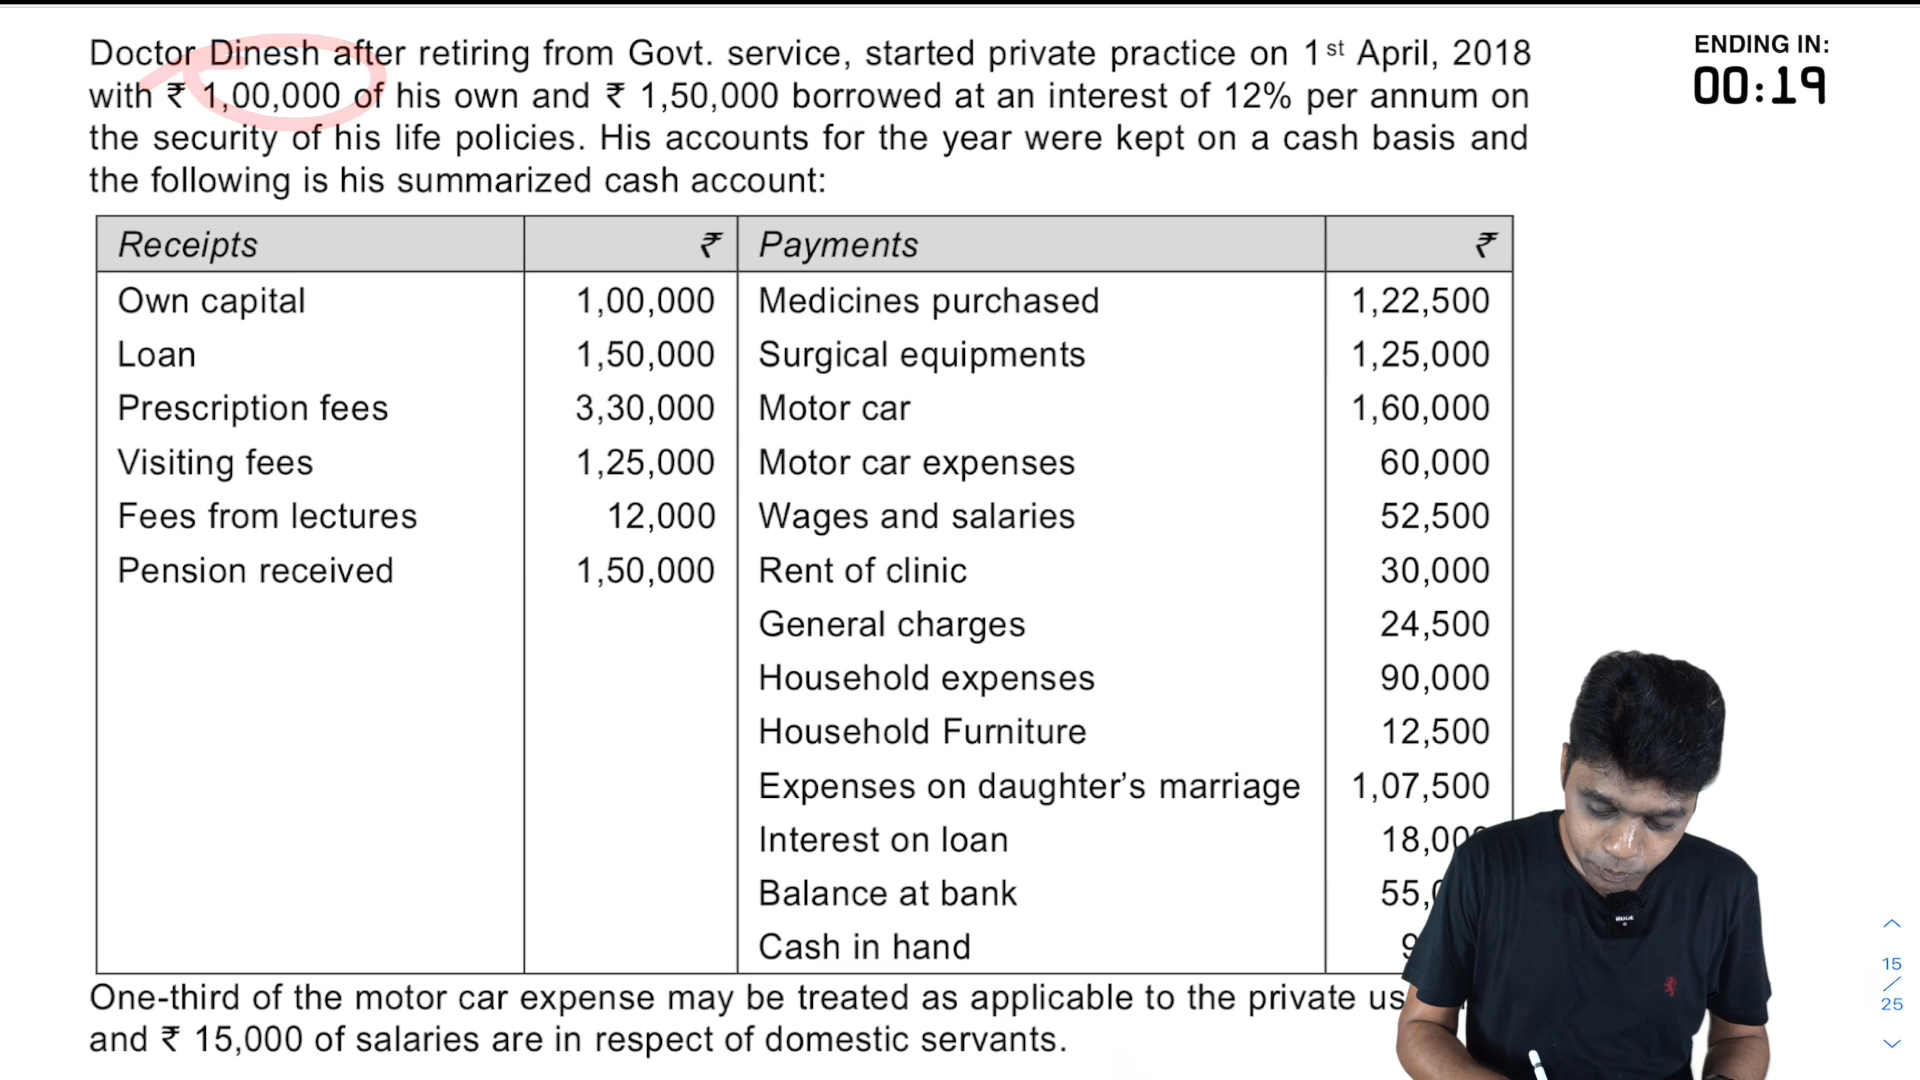 Doctor Dinesh after retiring from Govt. service, started private practice on 1st April, 2018
with ₹ 1,00,000 of his own and ₹ 1,50,000 borrowed at an interest of 12% per annum on
the security of his life policies. His accounts for the year were kept on a cash basis and
the following is his summarized cash account:
ENDING IN:
00:19
Receipts ₹ Payments ₹
Own capital 1,00,000 Medicines purchased 1,22,500
Loan 1,50,000 Surgical equipments 1,25,000
Prescription fees 3,30,000 Motor car 1,60,000
Visiting fees 1,25,000 Motor car expenses 60,000
Fees from lectures 12,000 Wages and salaries 52,500
Pension received 1,50,000 Rent of clinic 30,000
General charges 24,500
Household expenses 90,000
Household Furniture 12,500
Expenses on daughter’s marriage 1,07,500
Interest on loan
Balance at bank
Cash in hand
One-third of the motor car expense may be treated as applicable to the private
and ₹ 15,000 of salaries are in respect of domestic servants.
15
/
25